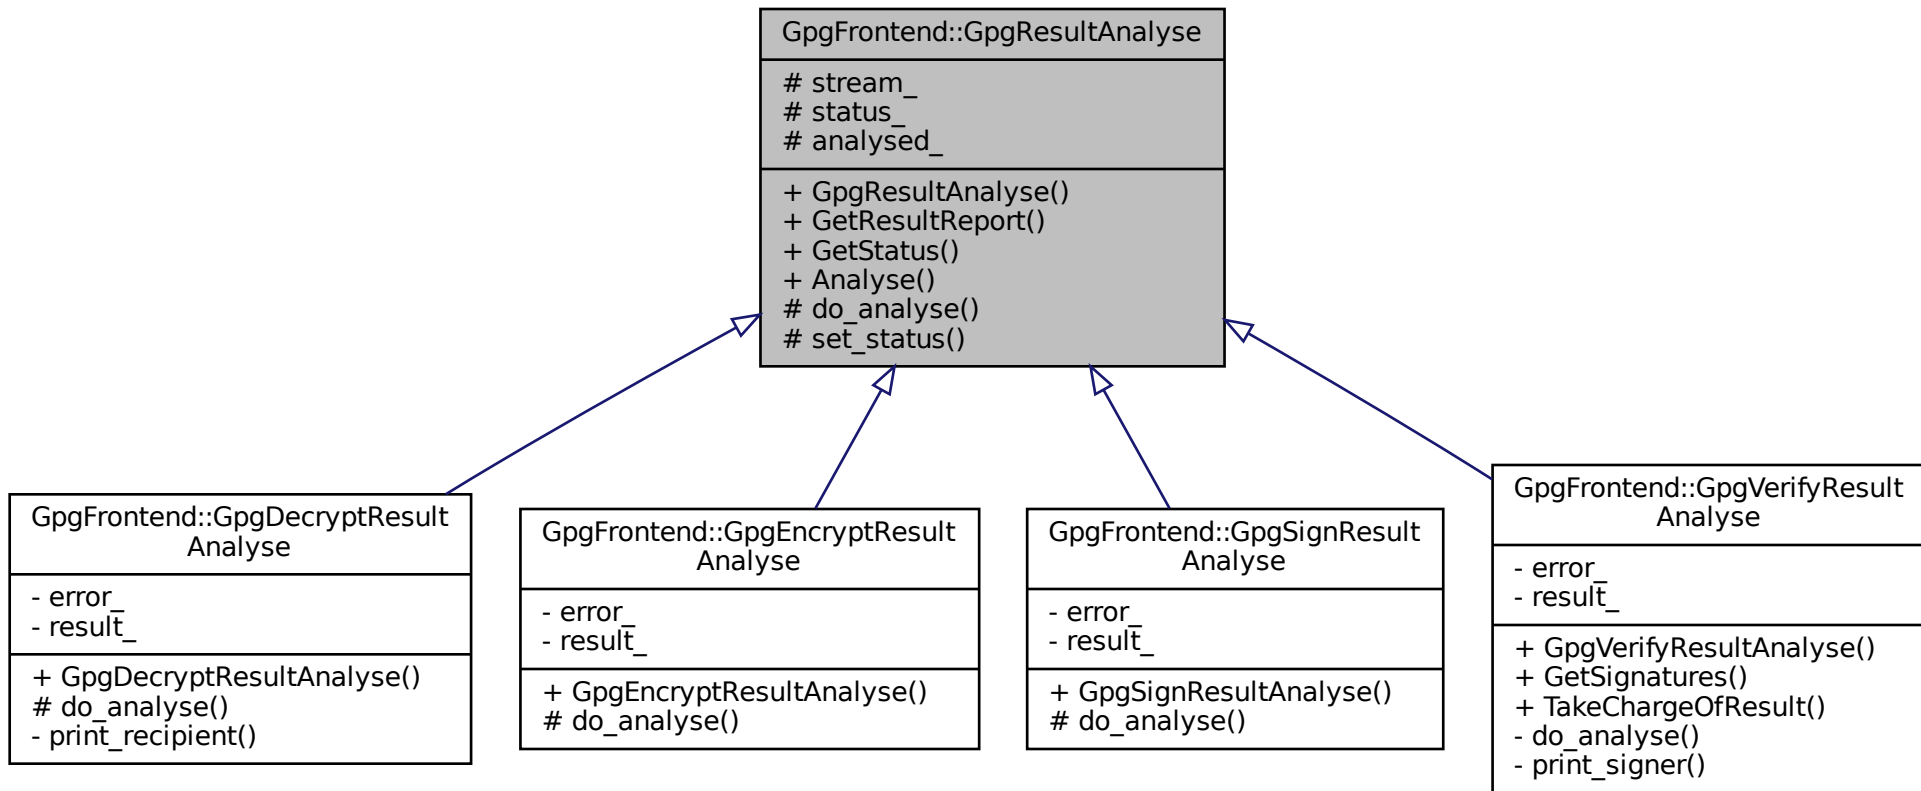 GpgFrontend::GpgResultAnalyse
# stream_
# status_
# analysed_
+ GpgResultAnalyse()
+ GetResultReport()
+ GetStatus()
+ Analyse()
# do_analyse()
# set_status()
GpgFrontend::GpgDecryptResult
Analyse
- error_
- result_
+ GpgDecryptResultAnalyse()
# do_analyse()
- print_recipient()
GpgFrontend::GpgEncryptResult
Analyse
- error_
- result_
+ GpgEncryptResultAnalyse()
# do_analyse()
GpgFrontend::GpgSignResult
Analyse
- error_
- result_
+ GpgSignResultAnalyse()
# do_analyse()
GpgFrontend::GpgVerifyResult
Analyse
- error_
- result_
+ GpgVerifyResultAnalyse()
+ GetSignatures()
+ TakeChargeOfResult()
- do_analyse()
- print_signer()